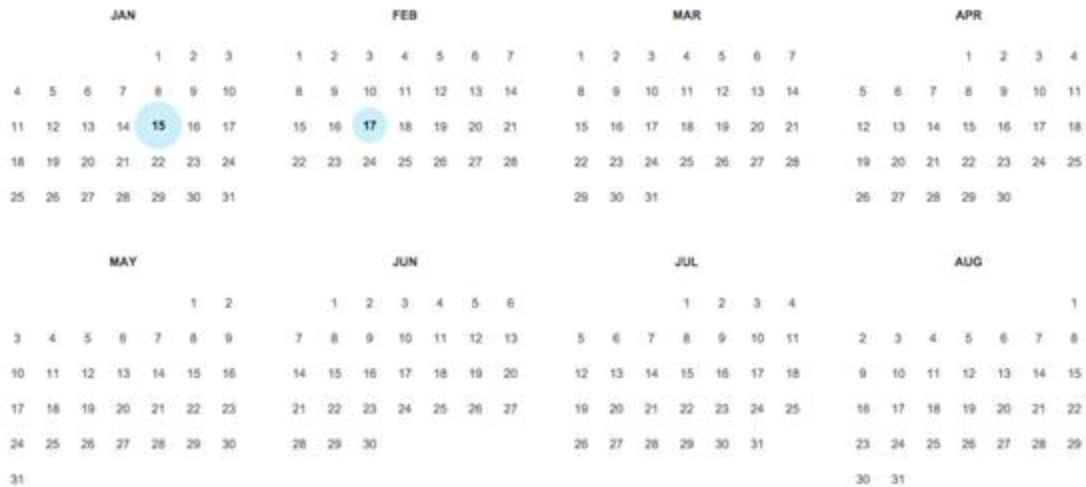 JAN FEB MAR APR
1 2 3 1 2 3 4 5 6 7 1 2 3 4 5 6 7 1 2 3 4
4 5 6 7 8 9 10 8 9 10 11 12 13 14 8 9 10 11 12 13 14 5 6 7 8 9 10 11
11 12 13 14 15 16 17 15 16 17 18 19 20 21 15 16 17 18 19 20 21 12 13 14 15 16 17 18
18 19 20 21 22 23 24 22 23 24 25 26 27 28 22 23 24 25 26 27 28 19 20 21 22 23 24 25
25 26 27 28 29 30 31 29 30 31 26 27 28 29 30
MAY JUN JUL AUG
1 2 1 2 3 4 5 6 1 2 3 4 1
3 4 5 6 7 8 9 7 8 9 10 11 12 13 5 6 7 8 9 10 11 2 3 4 5 6 7 8
10 11 12 13 14 15 16 14 15 16 17 18 19 20 12 13 14 15 16 17 18 9 10 11 12 13 14 15
17 18 19 20 21 22 23 21 22 23 24 25 26 27 19 20 21 22 23 24 25 16 17 18 19 20 21 22
24 25 26 27 28 29 30 28 29 30 26 27 28 29 30 31 23 24 25 26 27 28 29
31 30 31